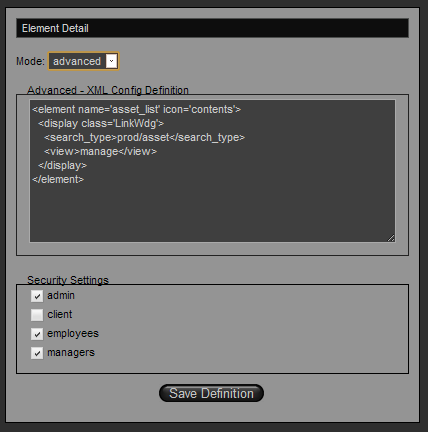 Element Detail
Mode: advanced
Advanced - XML Config Definition
<element name='asset_list' icon='contents'>
<display class='LinkWdg'>
<search_type>prod/asset</search_type>
<view>manage</view>
</display>
</element>
Security Settings
admin
client
employees
managers
Save Definition